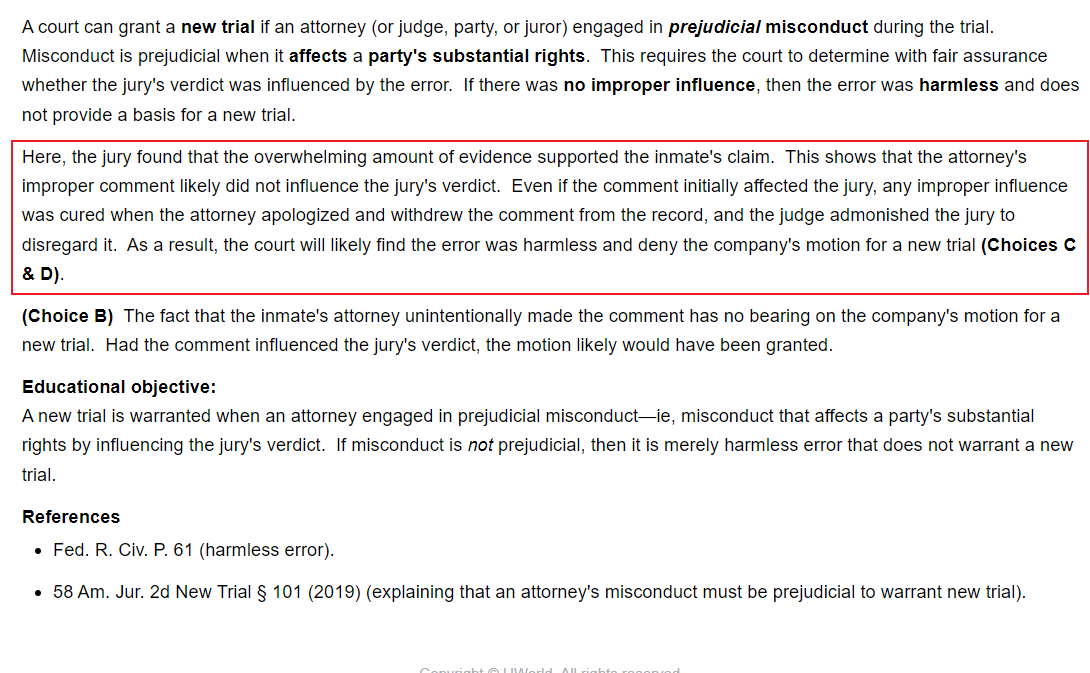 A court can grant a new trial if an attorney (or judge, party, or juror) engaged in prejudicial misconduct during the trial.
Misconduct is prejudicial when it affects a party's substantial rights.  This requires the court to determine with fair assurance
whether the jury's verdict was influenced by the error.  If there was no improper influence, then the error was harmless and does
not provide a basis for a new trial.
Here, the jury found that the overwhelming amount of evidence supported the inmate's claim.  This shows that the attorney's
improper comment likely did not influence the jury's verdict.  Even if the comment initially affected the jury, any improper influence
was cured when the attorney apologized and withdrew the comment from the record, and the judge admonished the jury to
disregard it.  As a result, the court will likely find the error was harmless and deny the company's motion for a new trial (Choices C
& D).
(Choice B)  The fact that the inmate's attorney unintentionally made the comment has no bearing on the company's motion for a
new trial.  Had the comment influenced the jury's verdict, the motion likely would have been granted.
Educational objective:
A new trial is warranted when an attorney engaged in prejudicial misconduct—ie, misconduct that affects a party's substantial
rights by influencing the jury's verdict.  If misconduct is not prejudicial, then it is merely harmless error that does not warrant a new
trial.
References
• Fed. R. Civ. P. 61 (harmless error).
• 58 Am. Jur. 2d New Trial § 101 (2019) (explaining that an attorney's misconduct must be prejudicial to warrant new trial).
Copyright © UWorld. All rights reserved.